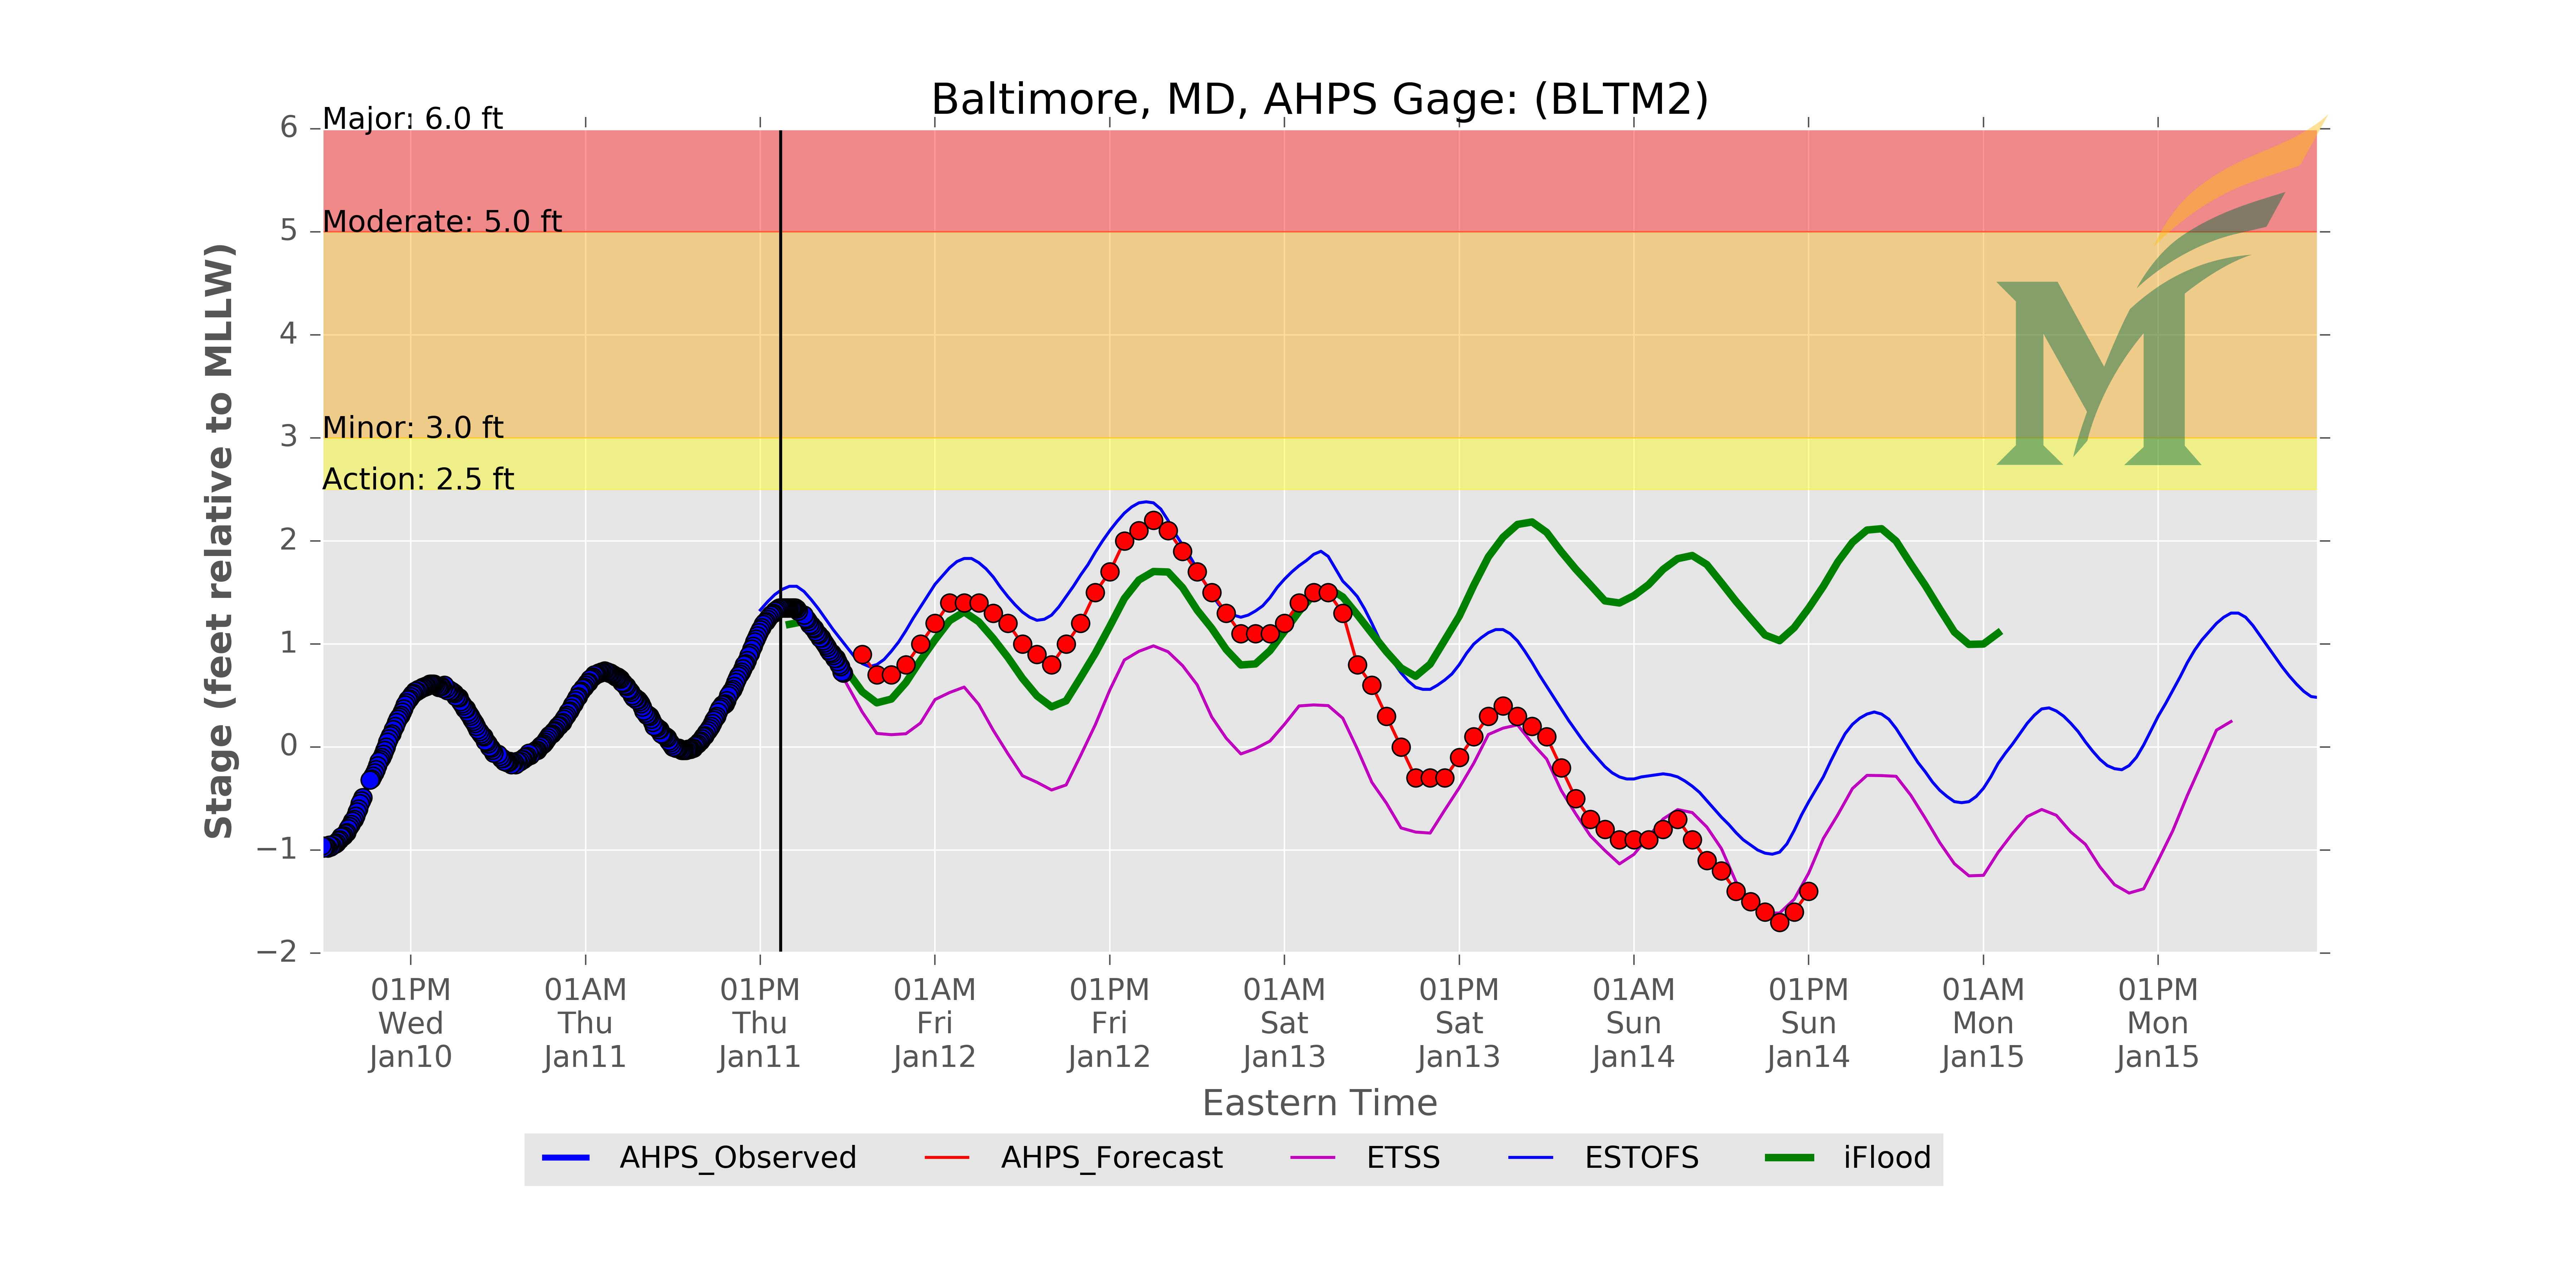 Baltimore, MD, AHPS Gage: (BLTM2)
Major: 6.0 ft
Moderate: 5.0 ft
Minor: 3.0 ft
Action: 2.5 ft
Stage (feet relative to MLLW)
6
5
4
3
2
1
0
−1
−2
01PM Wed Jan10
01AM Thu Jan11
01PM Thu Jan11
01AM Fri Jan12
01PM Fri Jan12
01AM Sat Jan13
01PM Sat Jan13
01AM Sun Jan14
01PM Sun Jan14
01AM Mon Jan15
01PM Mon Jan15
Eastern Time
AHPS_Observed
AHPS_Forecast
ETSS
ESTOFS
iFlood
M